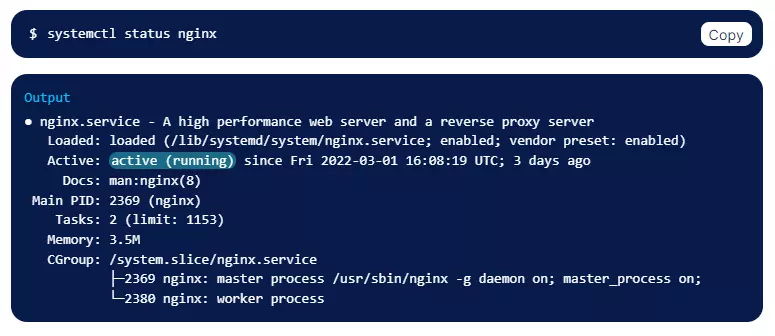 $ systemctl status nginx
Copy
Output
● nginx.service - A high performance web server and a reverse proxy server
Loaded: loaded (/lib/systemd/system/nginx.service; enabled; vendor preset: enabled)
Active: active (running) since Fri 2022-03-01 16:08:19 UTC; 3 days ago
Docs: man:nginx(8)
Main PID: 2369 (nginx)
Tasks: 2 (limit: 1153)
Memory: 3.5M
CGroup: /system.slice/nginx.service
├─2369 nginx: master process /usr/sbin/nginx -g daemon on; master_process on;
└─2380 nginx: worker process